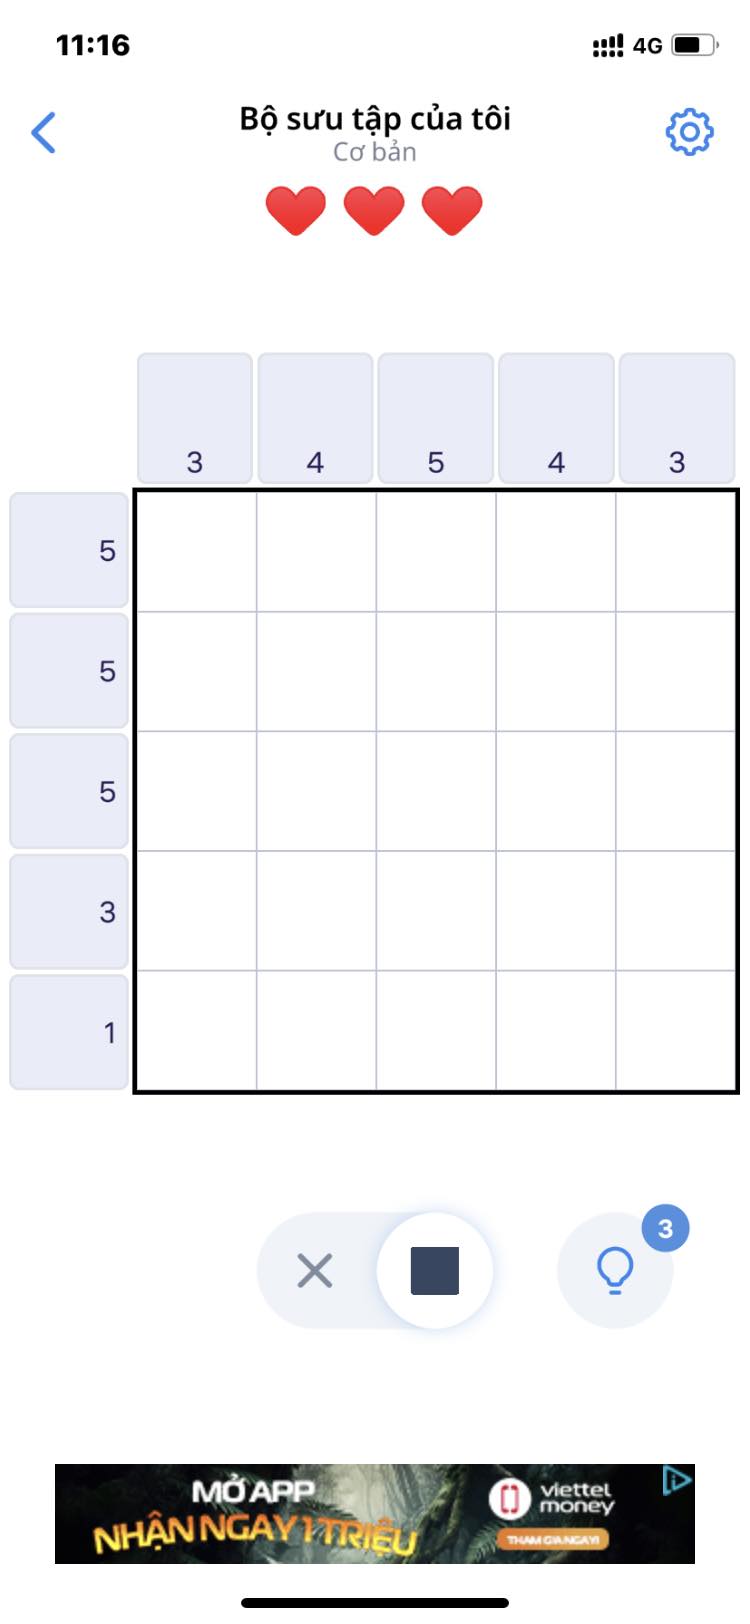 11:16 4G
Bộ sưu tập của tôi
Cơ bản
3 4 5 4 3
5
5
5
3
1
3
MỞ APP
NHẬN NGAY 1 TRIỆU
viettel
money
THAM GIA NGAY!